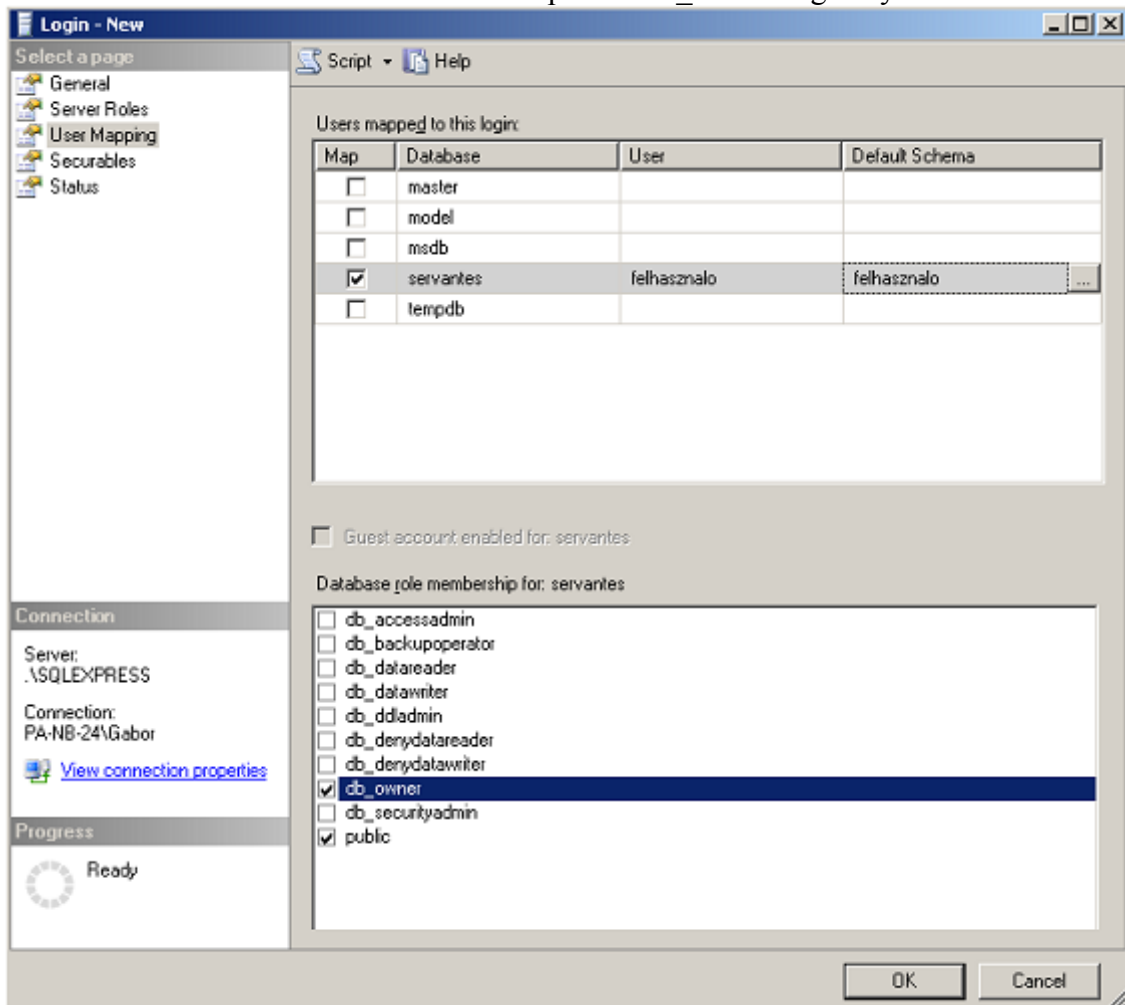 Login - New
Select a page
General
Server Roles
User Mapping
Securables
Status
Script
Help
Users mapped to this login:
Map Database User Default Schema
master
model
msdb
servantes felhasznalo felhasznalo ...
tempdb
Guest account enabled for: servantes
Database role membership for: servantes
db_accessadmin
db_backupoperator
db_datareader
db_datawriter
db_ddladmin
db_denydatareader
db_denydatawriter
db_owner
db_securityadmin
public
Connection
Server:
.\SQLEXPRESS
Connection:
PA-NB-24\Gabor
View connection properties
Progress
Ready
OK Cancel